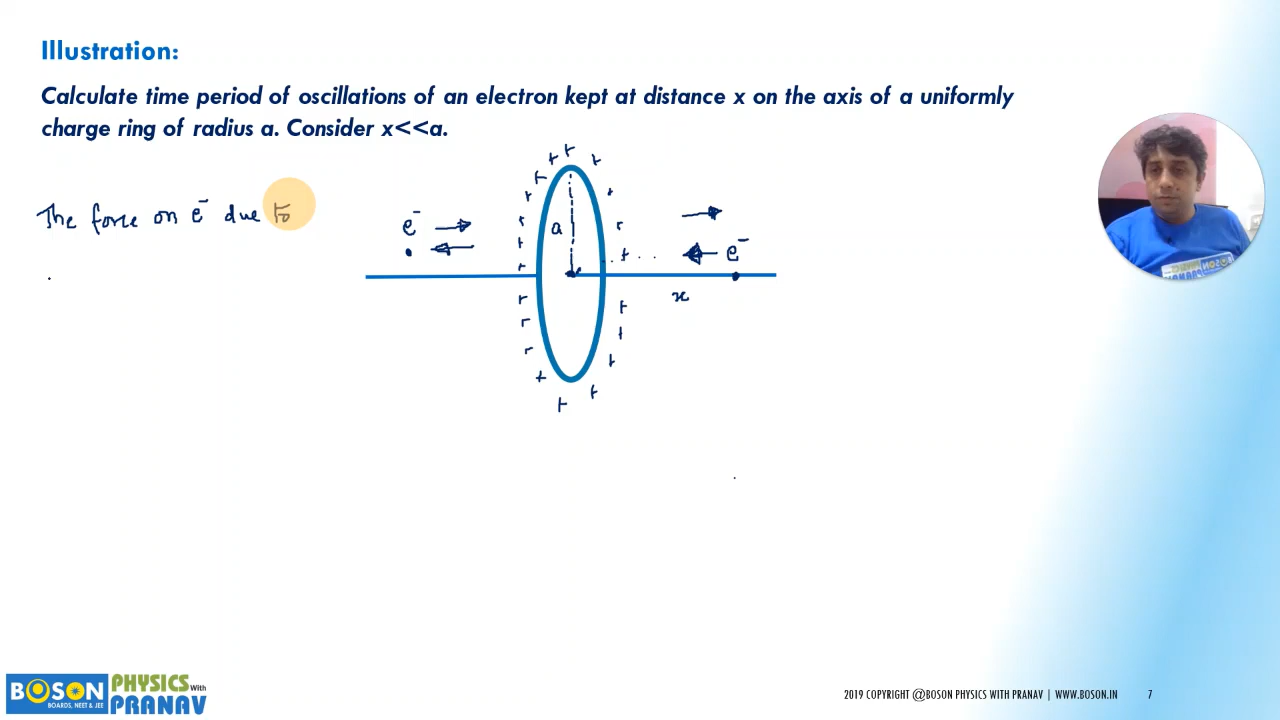 Illustration:
Calculate time period of oscillations of an electron kept at distance x on the axis of a uniformly
charge ring of radius a. Consider x<<a.
The force on e⁻ due to
e⁻
a
e⁻
x
BOSON
BOARDS, NEET & JEE
PHYSICS With
PRANAV
2019 COPYRIGHT @BOSON PHYSICS WITH PRANAV | WWW.BOSON.IN
7